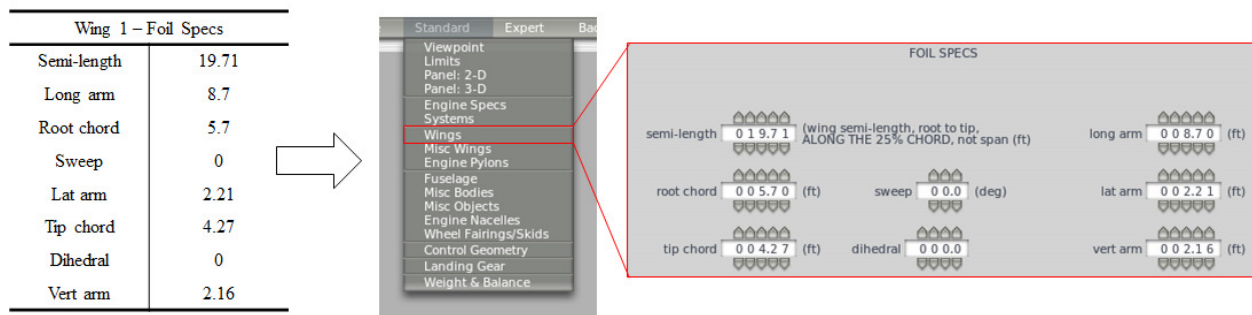 Wing 1 – Foil Specs
Semi-length 19.71
Long arm 8.7
Root chord 5.7
Sweep 0
Lat arm 2.21
Tip chord 4.27
Dihedral 0
Vert arm 2.16
Standard Expert Bac
Viewpoint
Limits
Panel: 2-D
Panel: 3-D
Engine Specs
Systems
Wings
Misc Wings
Engine Pylons
Fuselage
Misc Bodies
Misc Objects
Engine Nacelles
Wheel Fairings/Skids
Control Geometry
Landing Gear
Weight & Balance
FOIL SPECS
semi-length 0 1 9.7 1 (wing semi-length, root to tip,
ALONG THE 25% CHORD, not span (ft)
long arm 0 0 8.7 0 (ft)
root chord 0 0 5.7 0 (ft) sweep 0 0.0 (deg) lat arm 0 0 2.2 1 (ft)
tip chord 0 0 4.2 7 (ft) dihedral 0 0 0.0 vert arm 0 0 2.1 6 (ft)